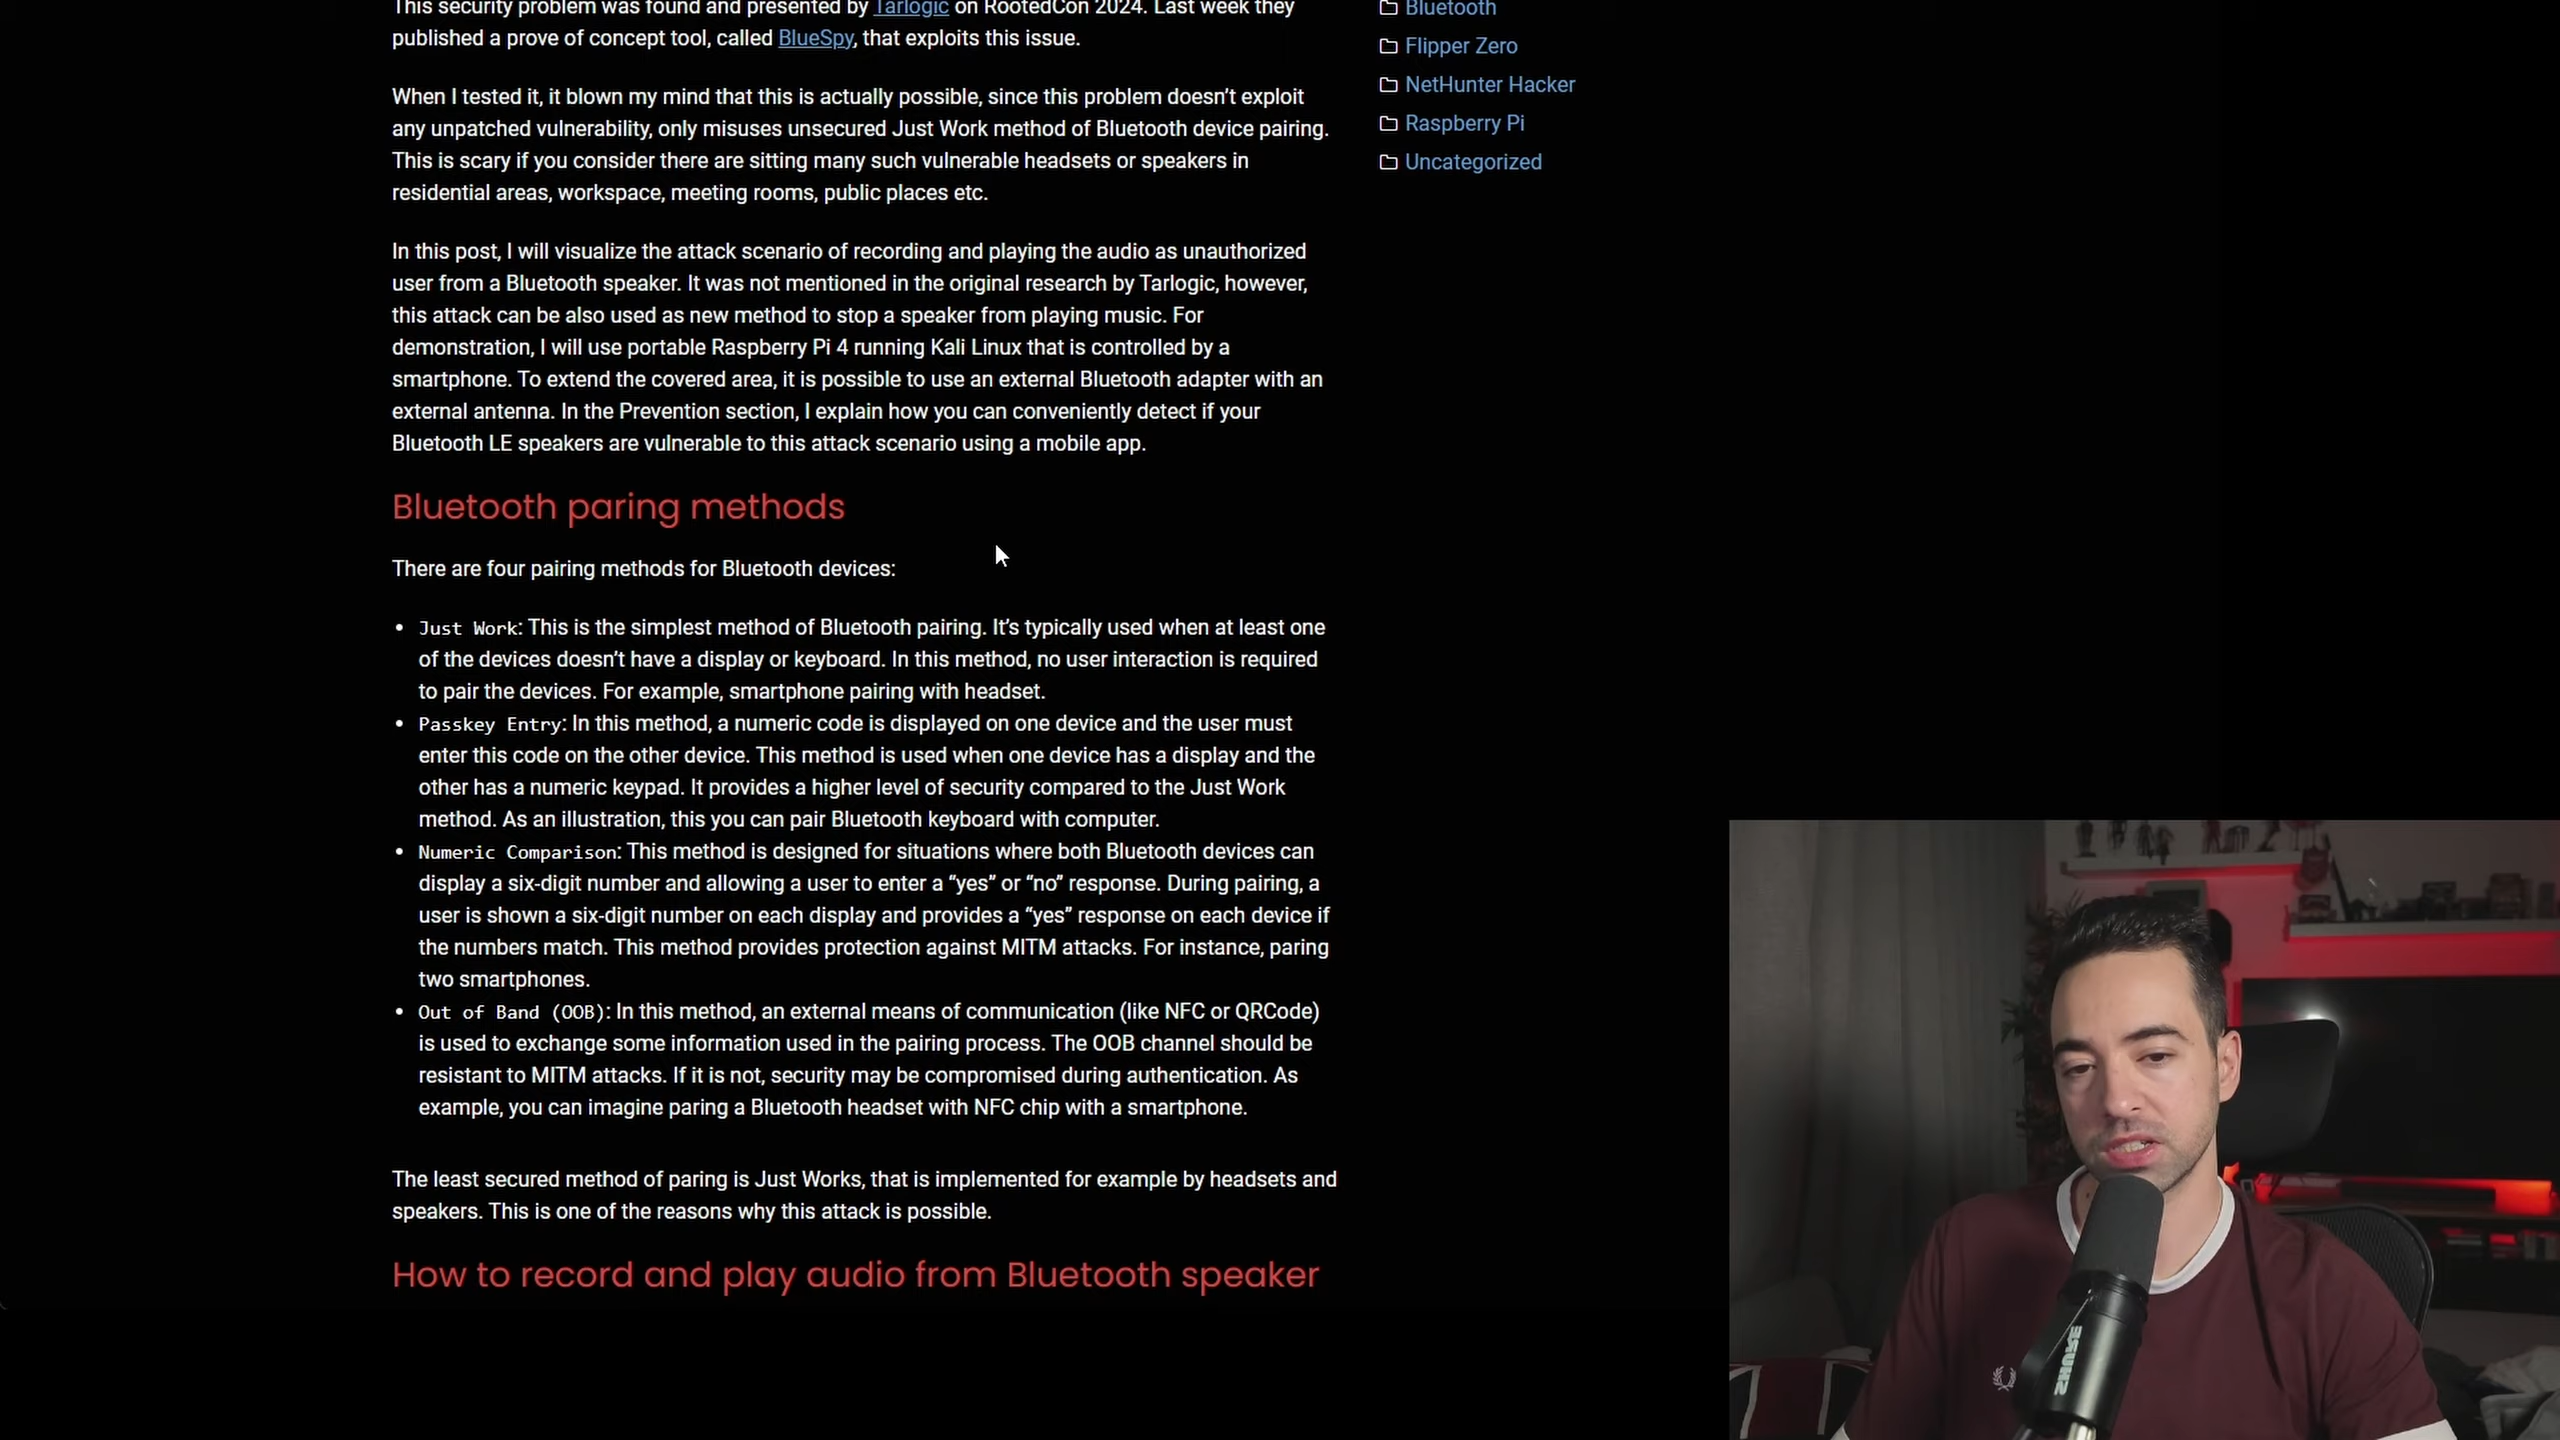 This security problem was found and presented by Tarlogic on RootedCon 2024. Last week they
published a prove of concept tool, called BlueSpy, that exploits this issue.
When I tested it, it blown my mind that this is actually possible, since this problem doesn’t exploit
any unpatched vulnerability, only misuses unsecured Just Work method of Bluetooth device pairing.
This is scary if you consider there are sitting many such vulnerable headsets or speakers in
residential areas, workspace, meeting rooms, public places etc.
In this post, I will visualize the attack scenario of recording and playing the audio as unauthorized
user from a Bluetooth speaker. It was not mentioned in the original research by Tarlogic, however,
this attack can be also used as new method to stop a speaker from playing music. For
demonstration, I will use portable Raspberry Pi 4 running Kali Linux that is controlled by a
smartphone. To extend the covered area, it is possible to use an external Bluetooth adapter with an
external antenna. In the Prevention section, I explain how you can conveniently detect if your
Bluetooth LE speakers are vulnerable to this attack scenario using a mobile app.
Bluetooth paring methods
There are four pairing methods for Bluetooth devices:
• Just Work: This is the simplest method of Bluetooth pairing. It’s typically used when at least one
of the devices doesn’t have a display or keyboard. In this method, no user interaction is required
to pair the devices. For example, smartphone pairing with headset.
• Passkey Entry: In this method, a numeric code is displayed on one device and the user must
enter this code on the other device. This method is used when one device has a display and the
other has a numeric keypad. It provides a higher level of security compared to the Just Work
method. As an illustration, this you can pair Bluetooth keyboard with computer.
• Numeric Comparison: This method is designed for situations where both Bluetooth devices can
display a six-digit number and allowing a user to enter a “yes” or “no” response. During pairing, a
user is shown a six-digit number on each display and provides a “yes” response on each device if
the numbers match. This method provides protection against MITM attacks. For instance, paring
two smartphones.
• Out of Band (OOB): In this method, an external means of communication (like NFC or QRCode)
is used to exchange some information used in the pairing process. The OOB channel should be
resistant to MITM attacks. If it is not, security may be compromised during authentication. As
example, you can imagine paring a Bluetooth headset with NFC chip with a smartphone.
The least secured method of paring is Just Works, that is implemented for example by headsets and
speakers. This is one of the reasons why this attack is possible.
How to record and play audio from Bluetooth speaker
Bluetooth
Flipper Zero
NetHunter Hacker
Raspberry Pi
Uncategorized
SHURE